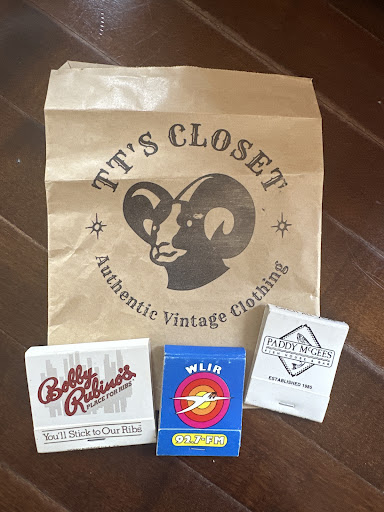 TT'S CLOSET
Authentic Vintage Clothing
Bobby
Rubino's
PLACE FOR RIBS
You'll Stick to Our Ribs
WLIR
92.7 FM
PADDY McGEES
ESTABLISHED 1985